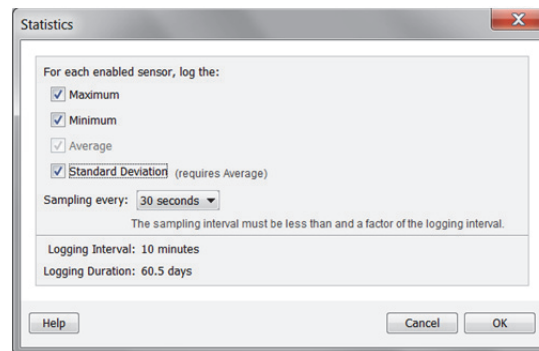 Statistics
For each enabled sensor, log the:
Maximum
Minimum
Average
Standard Deviation (requires Average)
Sampling every: 30 seconds
The sampling interval must be less than and a factor of the logging interval.
Logging Interval: 10 minutes
Logging Duration: 60.5 days
Help Cancel OK